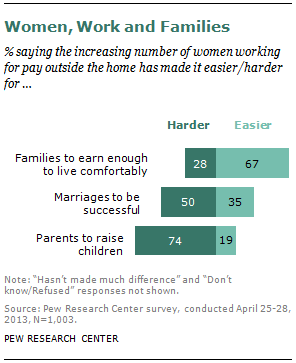 Women, Work and Families
% saying the increasing number of women working
for pay outside the home has made it easier/harder
for ...
Harder Easier
Families to earn enough
to live comfortably
28 67
Marriages to be
successful
50 35
Parents to raise
children
74 19
Note: “Hasn’t made much difference” and “Don’t
know/Refused” responses not shown.
Source: Pew Research Center survey, conducted April 25-28,
2013, N=1,003.
PEW RESEARCH CENTER